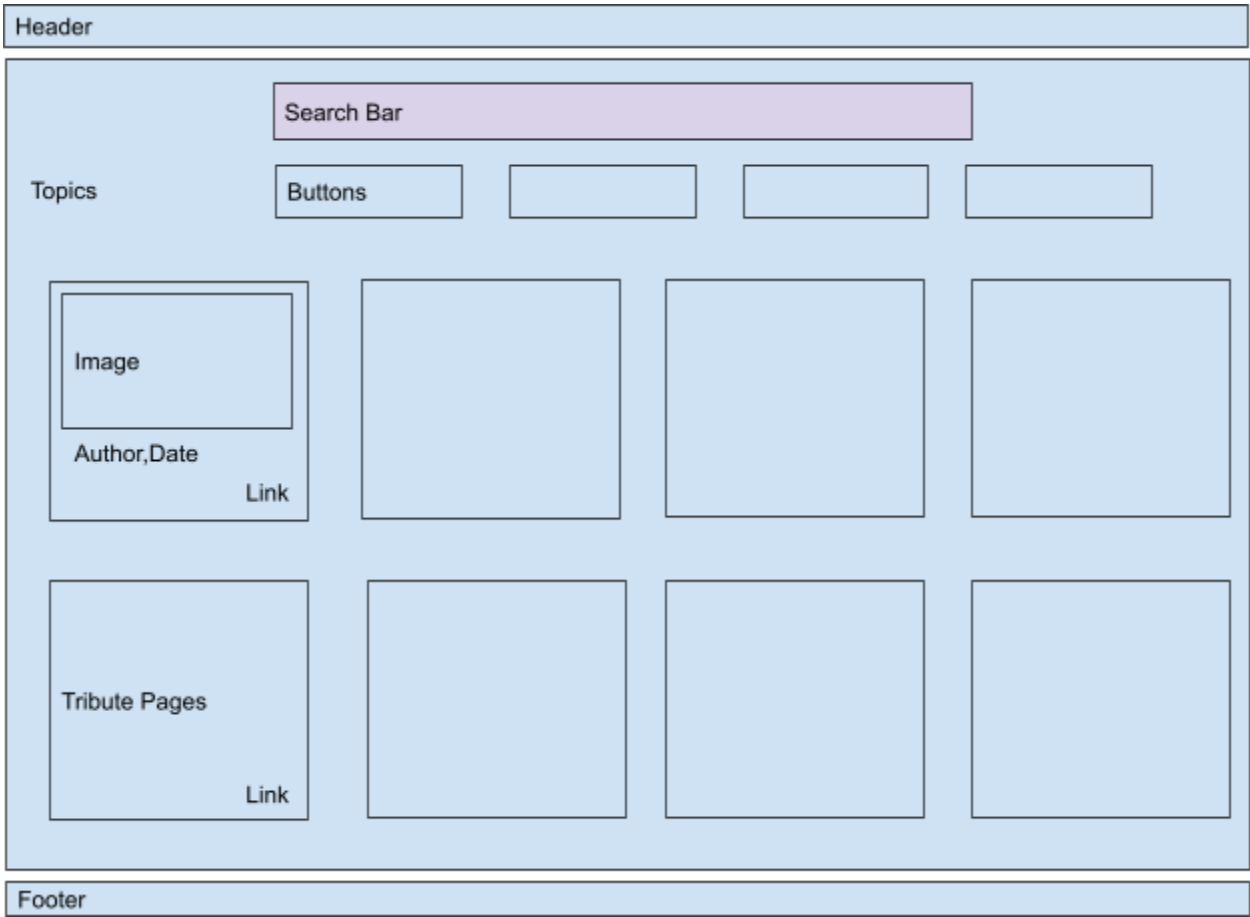 Header
Search Bar
Topics
Buttons
Image
Author,Date
Link
Tribute Pages
Link
Footer